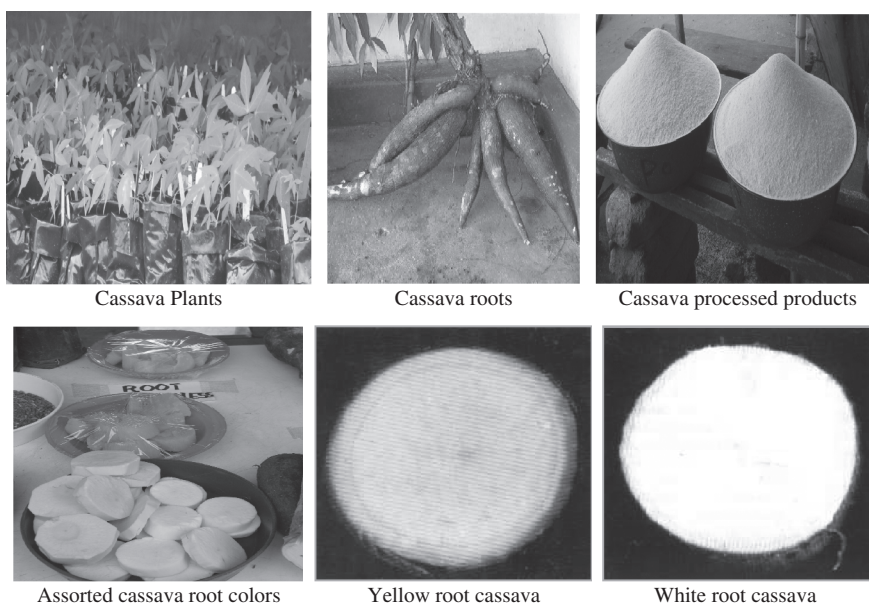 Cassava Plants
Cassava roots
Cassava processed products
ROOT
Assorted cassava root colors
Yellow root cassava
White root cassava